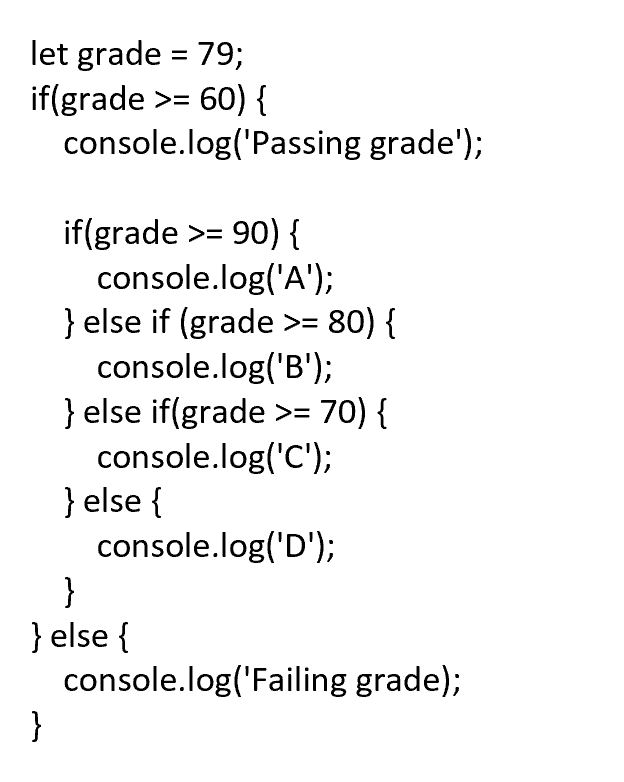 let grade = 79;
if(grade >= 60) {
console.log('Passing grade');
if(grade >= 90) {
console.log('A');
} else if (grade >= 80) {
console.log('B');
} else if(grade >= 70) {
console.log('C');
} else {
console.log('D');
}
} else {
console.log('Failing grade);
}